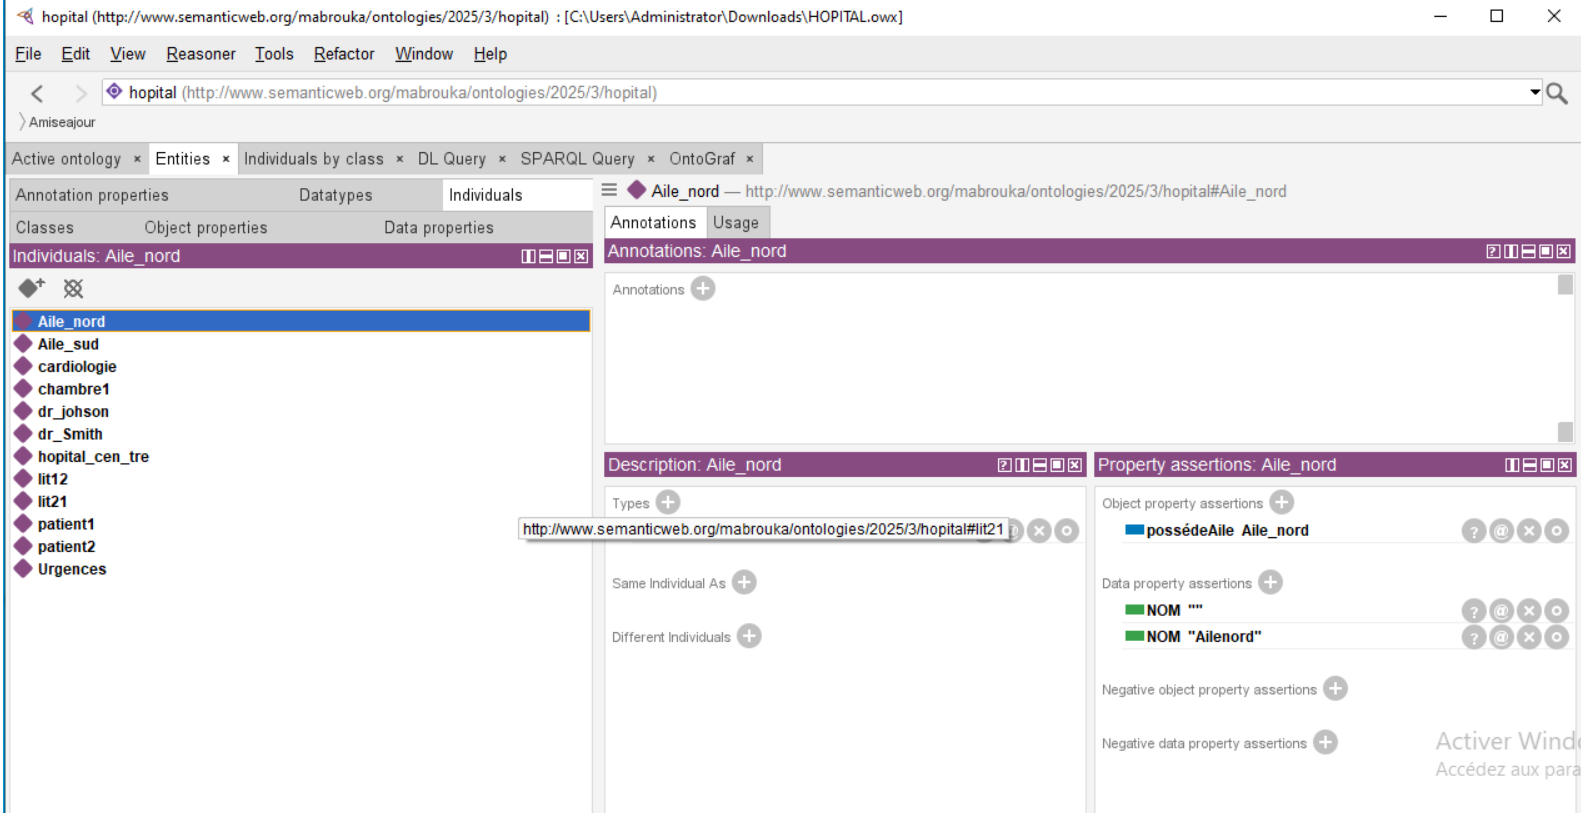 hopital (http://www.semanticweb.org/mabrouka/ontologies/2025/3/hopital) : [C:\Users\Administrator\Downloads\HOPITAL.owx]
File Edit View Reasoner Tools Refactor Window Help
hopital (http://www.semanticweb.org/mabrouka/ontologies/2025/3/hopital)
Amiseajour
Active ontology × Entities × Individuals by class × DL Query × SPARQL Query × OntoGraf ×
Annotation properties Datatypes Individuals
Classes Object properties Data properties
Individuals: Aile_nord
Aile_nord
Aile_sud
cardiologie
chambre1
dr_johson
dr_Smith
hopital_cen_tre
lit12
lit21
patient1
patient2
Urgences
Aile_nord — http://www.semanticweb.org/mabrouka/ontologies/2025/3/hopital#Aile_nord
Annotations Usage
Annotations: Aile_nord
Annotations
Description: Aile_nord
Types
http://www.semanticweb.org/mabrouka/ontologies/2025/3/hopital#lit21
Same Individual As
Different Individuals
Property assertions: Aile_nord
Object property assertions
possédeAile Aile_nord
Data property assertions
NOM ""
NOM "Ailenord"
Negative object property assertions
Negative data property assertions
Activer Wind
Accédez aux para